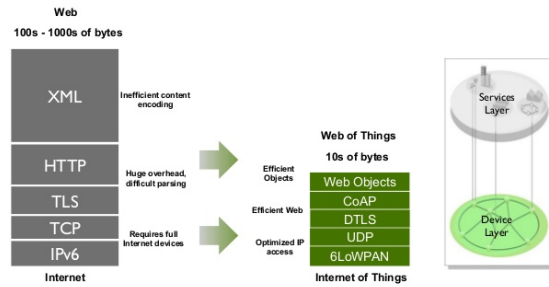 Web
100s - 1000s of bytes
XML
HTTP
TLS
TCP
IPv6
Internet
Inefficient content
encoding
Huge overhead,
difficult parsing
Requires full
Internet devices
Efficient
Objects
Efficient Web
Optimized IP
access
Web of Things
10s of bytes
Web Objects
CoAP
DTLS
UDP
6LoWPAN
Internet of Things
Services
Layer
Device
Layer